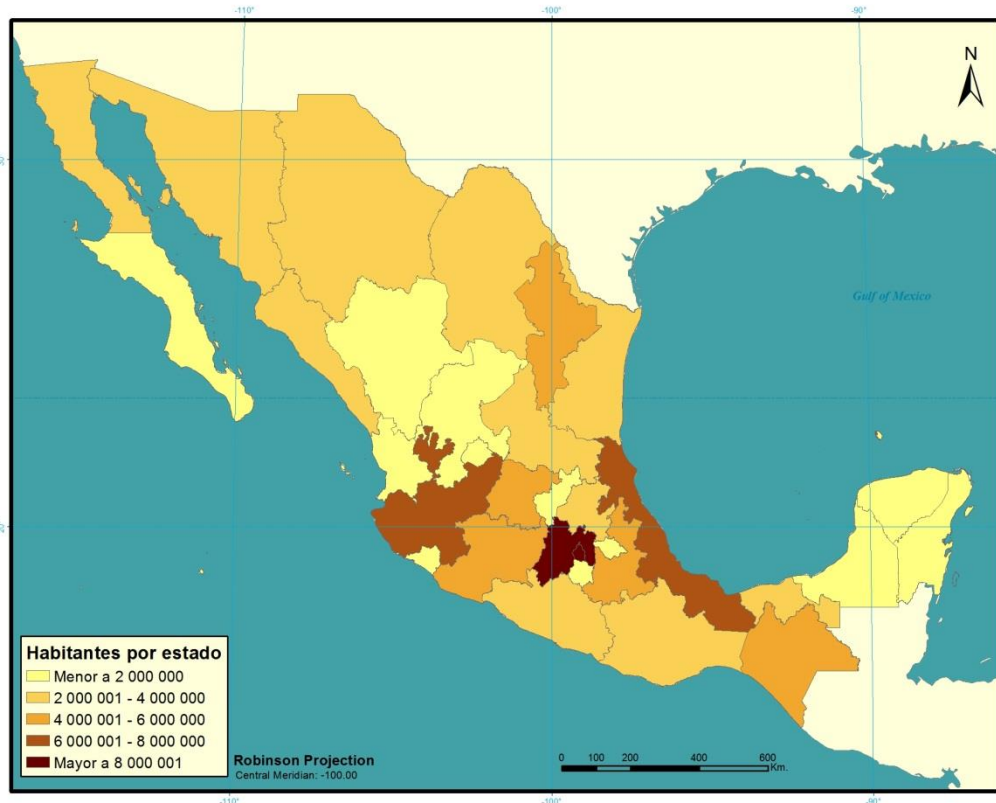 -110°
-100°
-90°
N
30°
Gulf of Mexico
20°
Habitantes por estado
Menor a 2 000 000
2 000 001 - 4 000 000
4 000 001 - 6 000 000
6 000 001 - 8 000 000
Mayor a 8 000 001
Robinson Projection
Central Meridian: -100.00
0 100 200 400 600
Km.
-110°
-100°
-90°